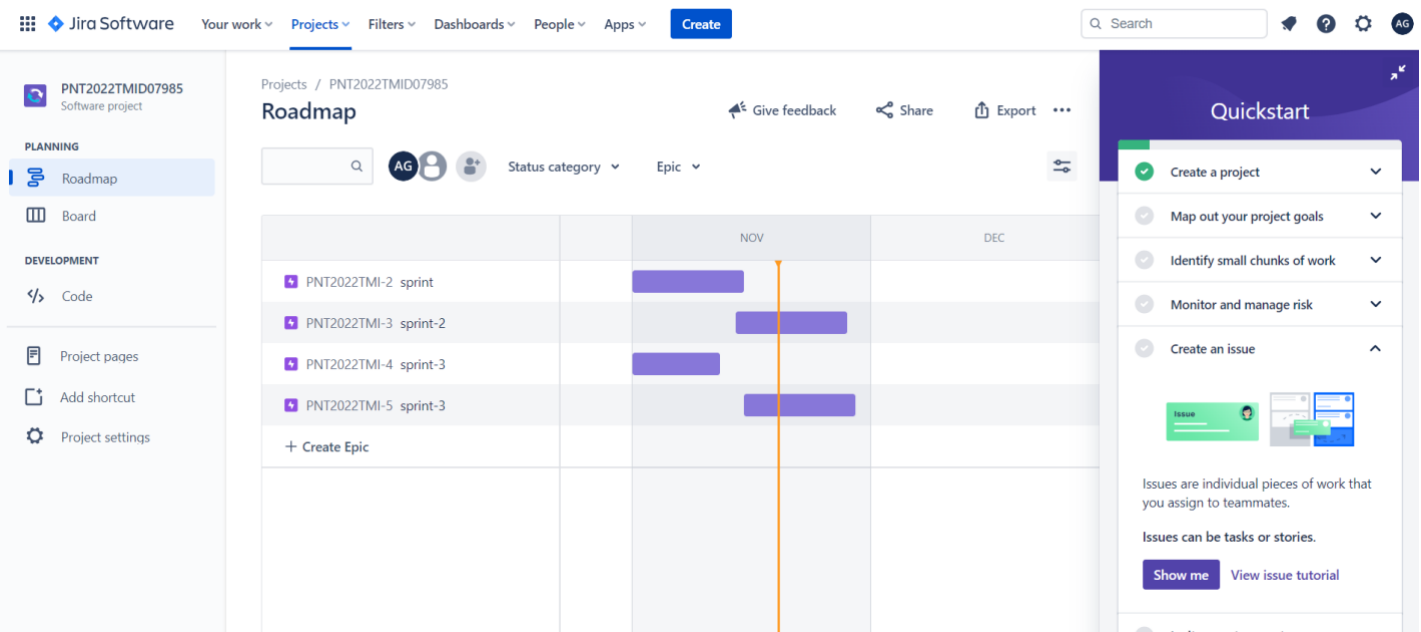 Jira Software Your work Projects Filters Dashboards People Apps Create Search AG
PNT2022TMID07985
Software project
PLANNING
Roadmap
Board
DEVELOPMENT
Code
Project pages
Add shortcut
Project settings
Projects / PNT2022TMID07985
Roadmap
Give feedback Share Export
AG Status category Epic
NOV DEC
PNT2022TMI-2 sprint
PNT2022TMI-3 sprint-2
PNT2022TMI-4 sprint-3
PNT2022TMI-5 sprint-3
+ Create Epic
Quickstart
Create a project
Map out your project goals
Identify small chunks of work
Monitor and manage risk
Create an issue
Issue
Issues are individual pieces of work that
you assign to teammates.
Issues can be tasks or stories.
Show me View issue tutorial